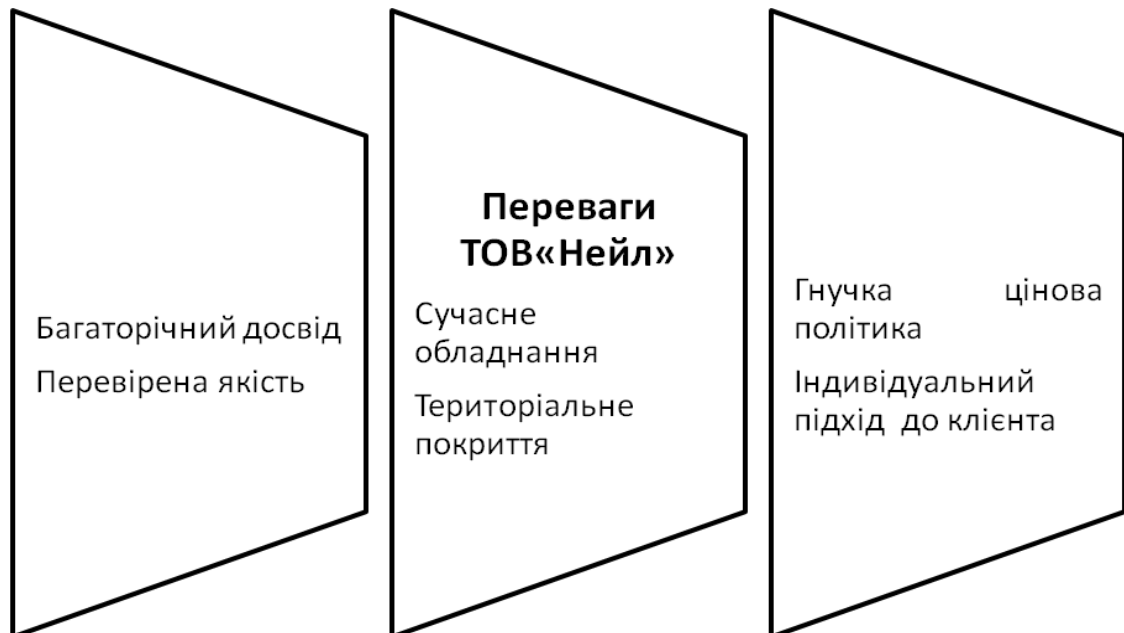 Багаторічний досвід
Перевірена якість
Переваги
ТОВ«Нейл»
Сучасне
обладнання
Територіальне
покриття
Гнучка цінова
політика
Індивідуальний
підхід до клієнта